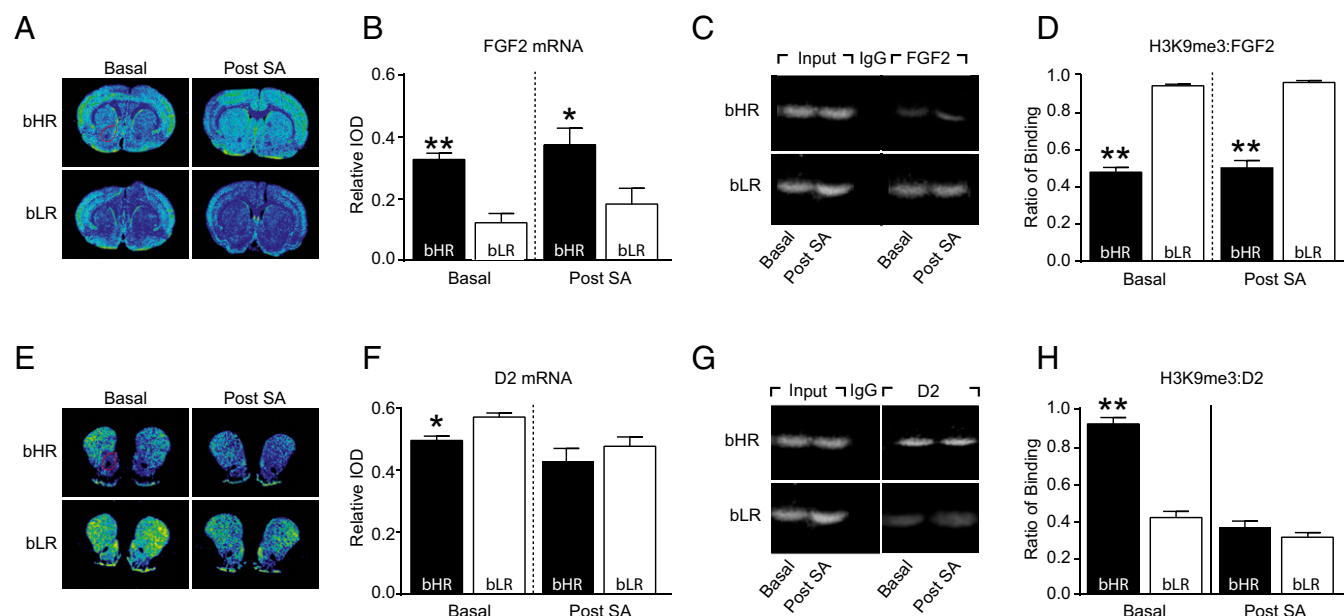 A
Basal Post SA
bHR
bLR
B
FGF2 mRNA
Relative IOD
0.6
0.4
0.2
0.0
**
*
bHR bLR bHR bLR
Basal Post SA
C
Input IgG FGF2
bHR
bLR
Basal Post SA Basal Post SA
D
H3K9me3:FGF2
Ratio of Binding
1.0
0.8
0.6
0.4
0.2
0.0
** **
bHR bLR bHR bLR
Basal Post SA
E
Basal Post SA
bHR
bLR
F
D2 mRNA
Relative IOD
0.6
0.4
0.2
0.0
*
bHR bLR bHR bLR
Basal Post SA
G
Input IgG D2
bHR
bLR
Basal Post SA Basal Post SA
H
H3K9me3:D2
Ratio of Binding
1.0
0.8
0.6
0.4
0.2
0.0
**
bHR bLR bHR bLR
Basal Post SA